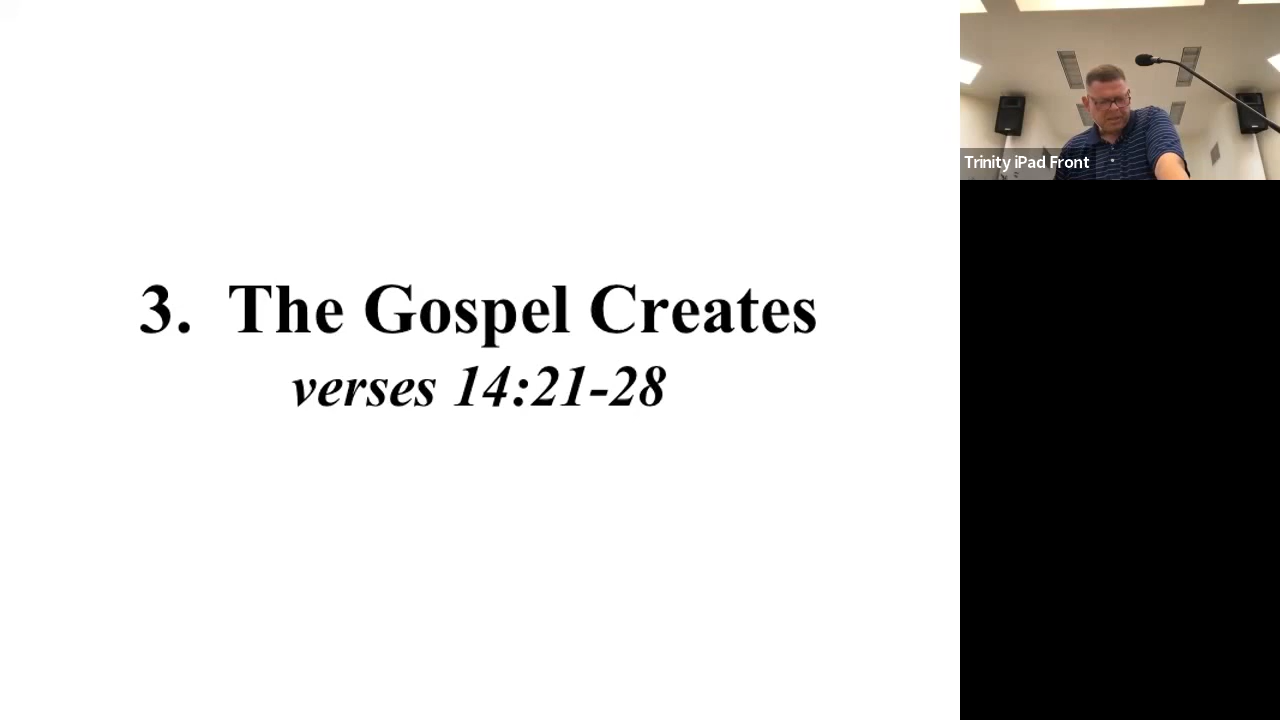 3. The Gospel Creates
verses 14:21-28
Trinity iPad Front